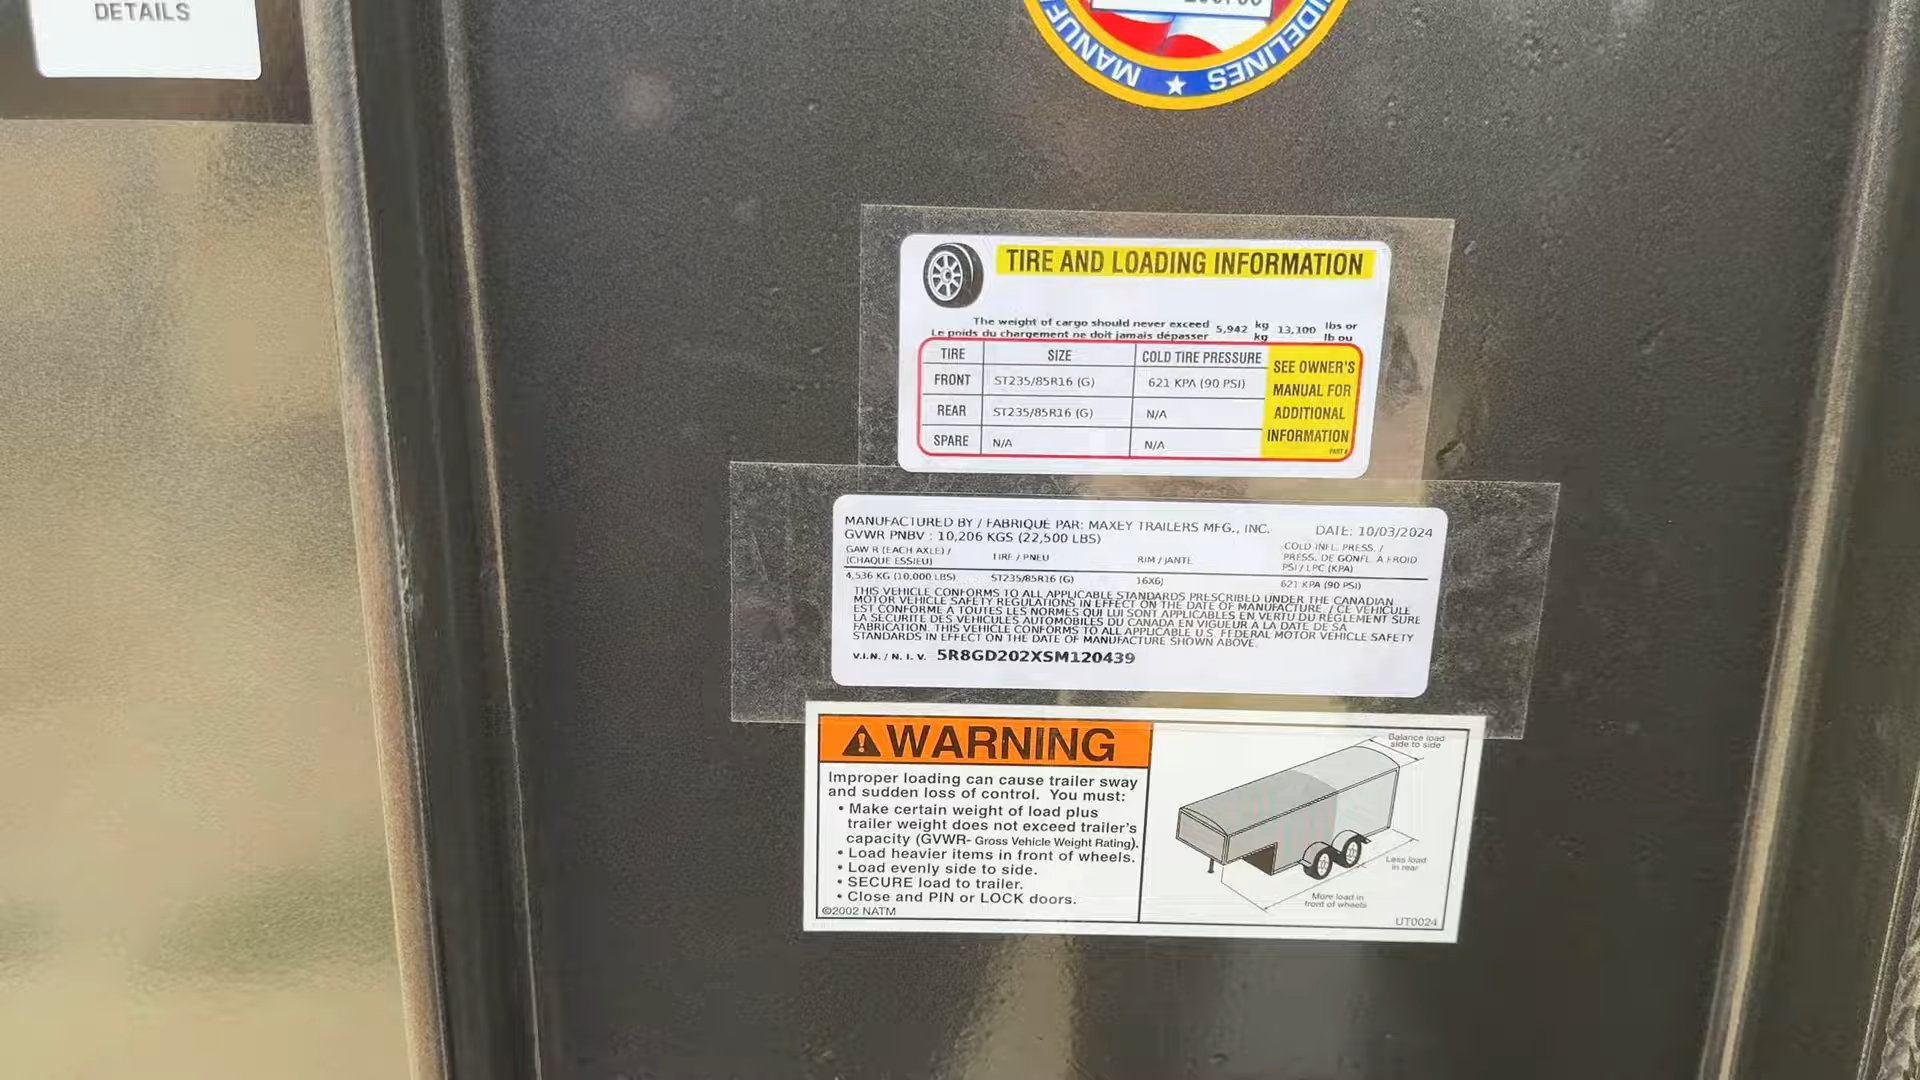 DETAILS
MANUF
IDELINES
TIRE AND LOADING INFORMATION
The weight of cargo should never exceed 5,942 kg 13,100 lbs or
Le poids du chargement ne doit jamais dépasser kg lb ou
TIRE SIZE COLD TIRE PRESSURE
FRONT ST235/85R16 (G) 621 KPA (90 PSI)
REAR ST235/85R16 (G) N/A
SPARE N/A N/A
SEE OWNER'S
MANUAL FOR
ADDITIONAL
INFORMATION
PART #
MANUFACTURED BY / FABRIQUE PAR: MAXEY TRAILERS MFG., INC. DATE: 10/03/2024
GVWR PNBV : 10,206 KGS (22,500 LBS)
GAWR (EACH AXLE) / TIRE / PNEU RIM / JANTE COLD INFL. PRESS. /
(CHAQUE ESSIEU) PRESS. DE GONFL. A FROID
PSI / LPC (KPA)
4,536 KG (10,000 LBS) ST235/85R16 (G) 16X6J 621 KPA (90 PSI)
THIS VEHICLE CONFORMS TO ALL APPLICABLE STANDARDS PRESCRIBED UNDER THE CANADIAN
MOTOR VEHICLE SAFETY REGULATIONS IN EFFECT ON THE DATE OF MANUFACTURE. / CE VEHICULE
EST CONFORME A TOUTES LES NORMES QUI LUI SONT APPLICABLES EN VERTU DU REGLEMENT SURE
LA SECURITE DES VEHICULES AUTOMOBILES DU CANADA EN VIGUEUR A LA DATE DE SA
FABRICATION. THIS VEHICLE CONFORMS TO ALL APPLICABLE U.S. FEDERAL MOTOR VEHICLE SAFETY
STANDARDS IN EFFECT ON THE DATE OF MANUFACTURE SHOWN ABOVE.
V.I.N. / N. I. V. 5R8GD202XSM120439
WARNING
Improper loading can cause trailer sway
and sudden loss of control. You must:
• Make certain weight of load plus
trailer weight does not exceed trailer's
capacity (GVWR- Gross Vehicle Weight Rating).
• Load heavier items in front of wheels.
• Load evenly side to side.
• SECURE load to trailer.
• Close and PIN or LOCK doors.
©2002 NATM
Balance load
side to side
Less load
in rear
More load in
front of wheels
UT0024